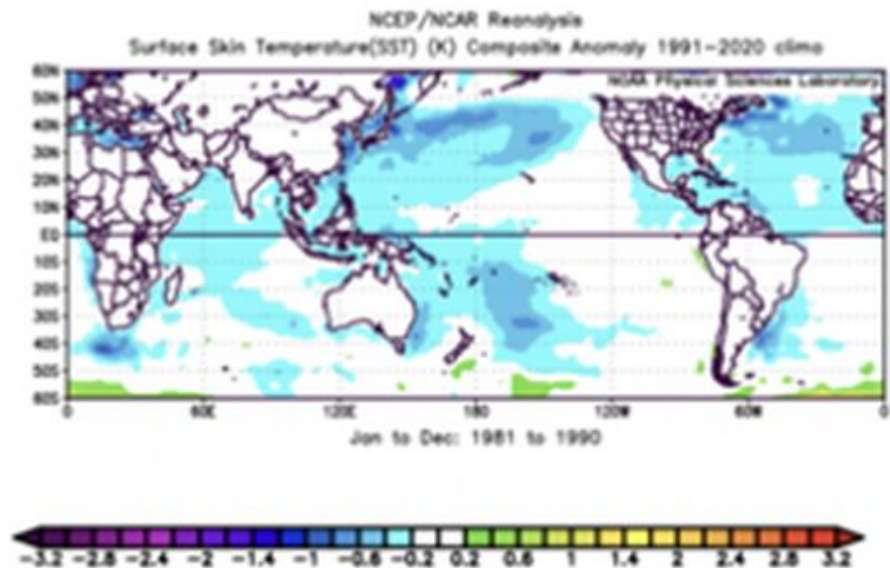 NCEP/NCAR Reanalysis
Surface Skin Temperature(SST) (K) Composite Anomaly 1991-2020 climo
NOAA Physical Sciences Laboratory
60N
50N
40N
30N
20N
10N
EQ
10S
20S
30S
40S
50S
60S
0 60E 120E 180 120W 60W 0
Jan to Dec: 1981 to 1990
-3.2 -2.8 -2.4 -2 -1.4 -1 -0.6 -0.2 0.2 0.6 1 1.4 2 2.4 2.8 3.2